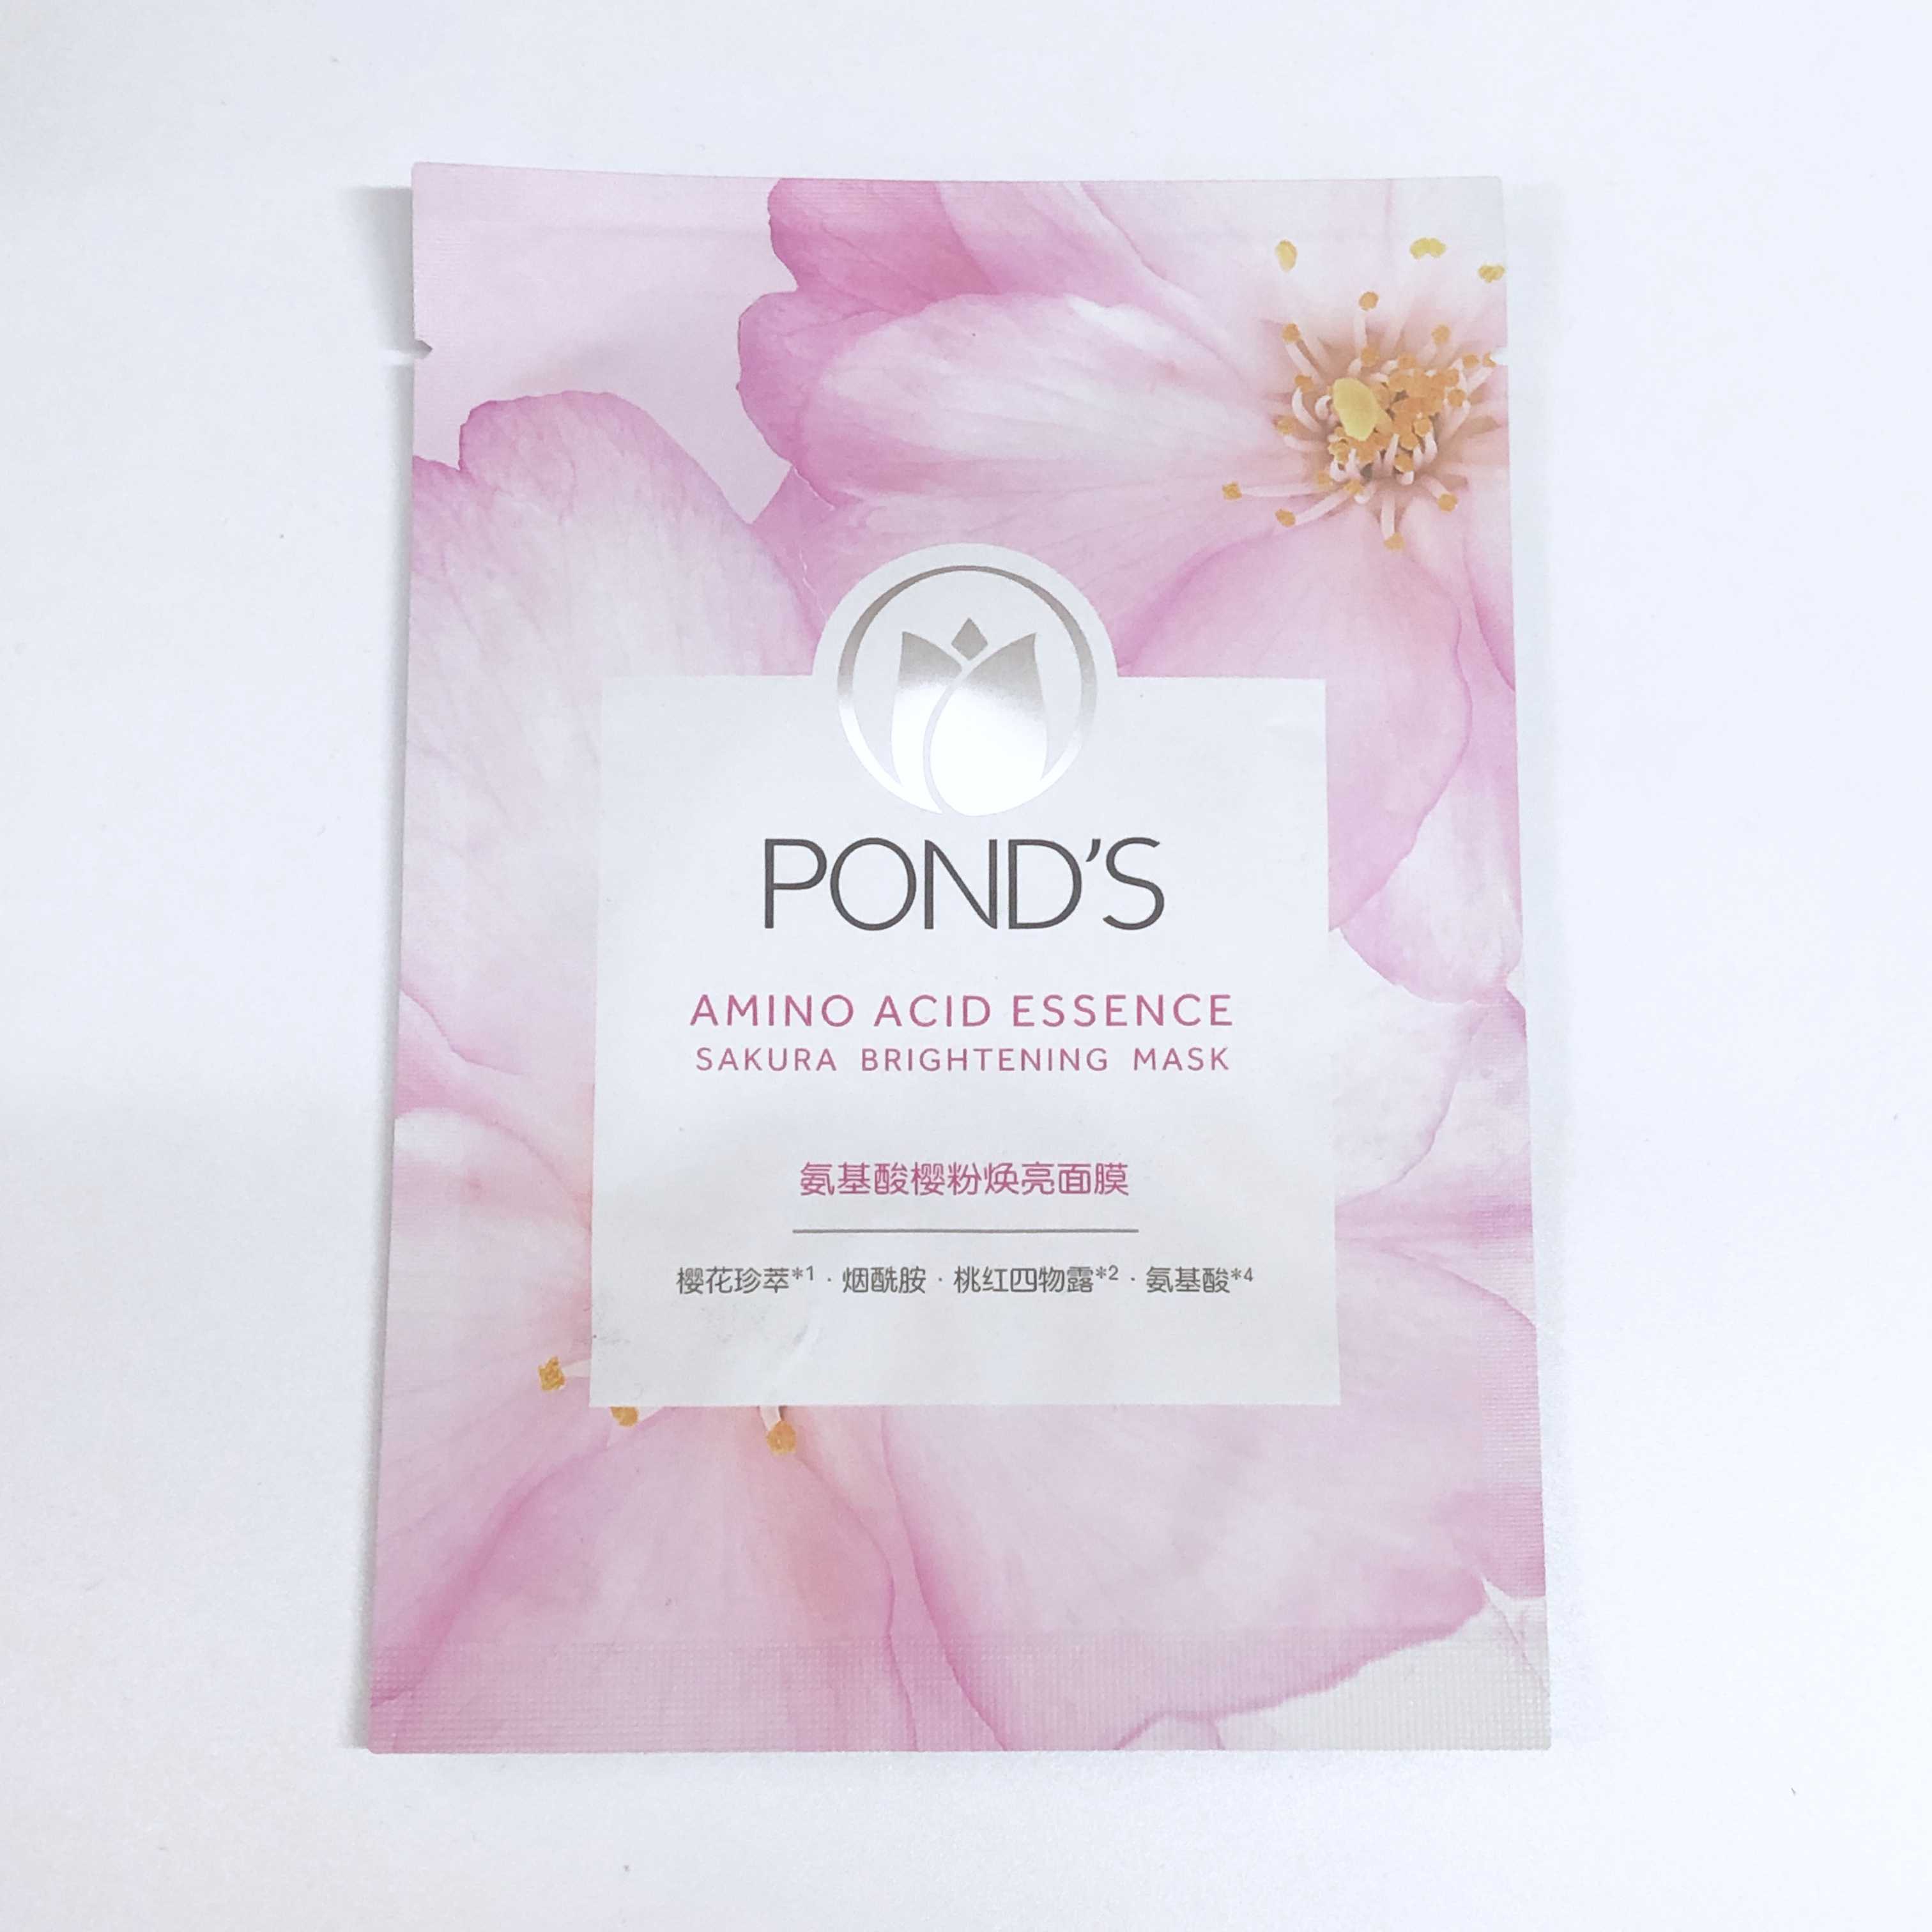 POND'S
AMINO ACID ESSENCE
SAKURA BRIGHTENING MASK
氨基酸樱粉焕亮面膜
樱花珍萃*1 · 烟酰胺 · 桃红四物露*2 · 氨基酸*4